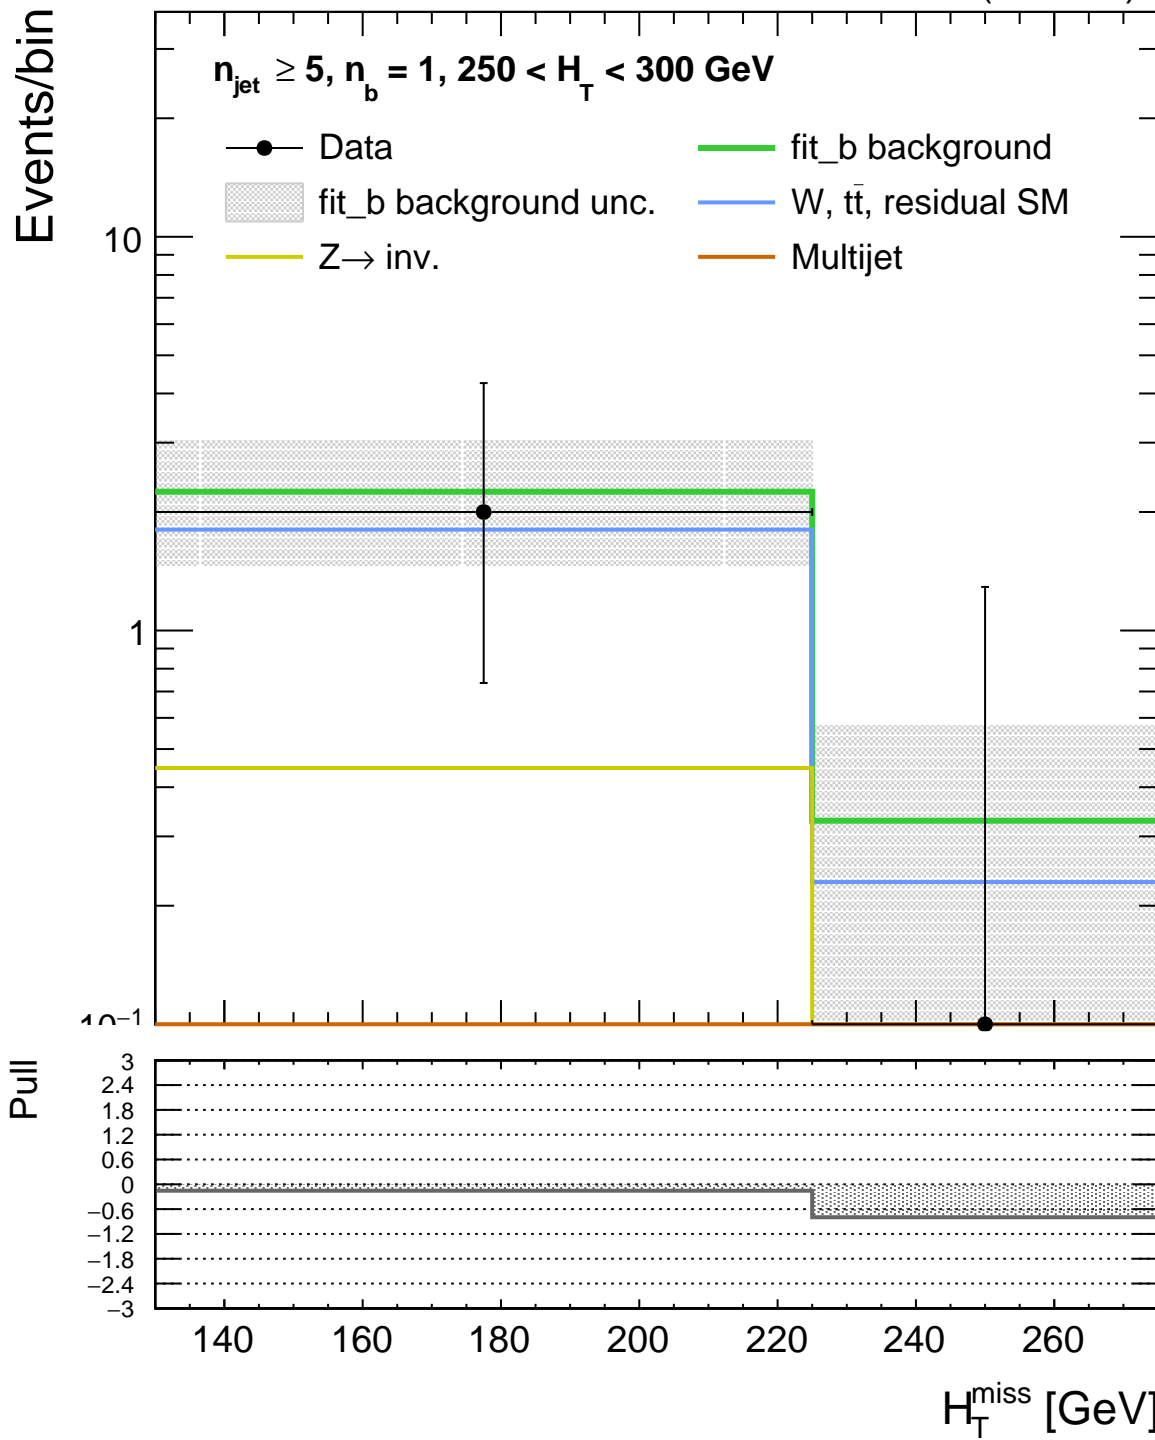 n_jet ≥ 5, n_b = 1, 250 < H_T < 300 GeV
Data
fit_b background
fit_b background unc.
W, tt̄, residual SM
Z→ inv.
Multijet
Events/bin
10
1
10⁻¹
Pull
3
2.4
1.8
1.2
0.6
0
−0.6
−1.2
−1.8
−2.4
−3
140 160 180 200 220 240 260
H_T^miss [GeV]